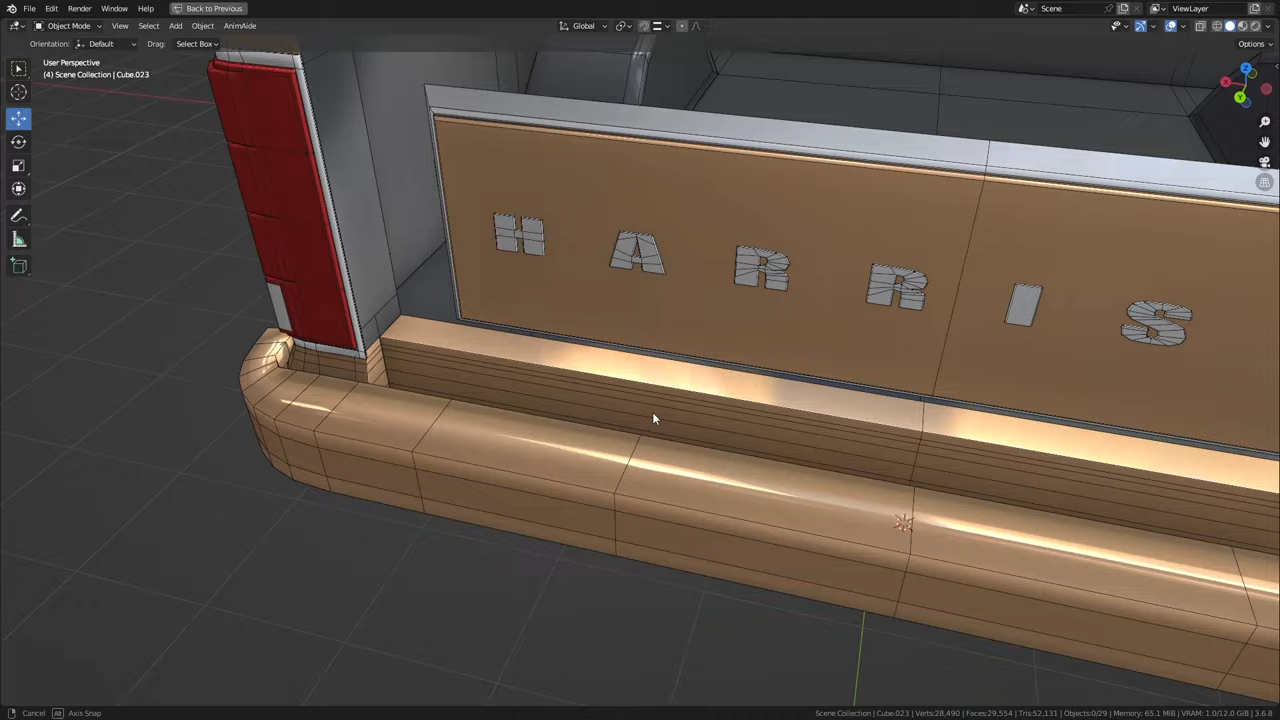 File Edit Render Window Help Back to Previous Scene ViewLayer
Object Mode View Select Add Object AnimAide Global
Orientation: Default Drag: Select Box Options
User Perspective
(4) Scene Collection | Cube.023
Z
X
Y
HARRIS
Cancel Alt Axis Snap Scene Collection | Cube.023 | Verts:28,490 | Faces:29,554 | Tris:52,131 | Objects:0/29 | Memory: 65.1 MiB | VRAM: 1.0/12.0 GiB | 3.6.8